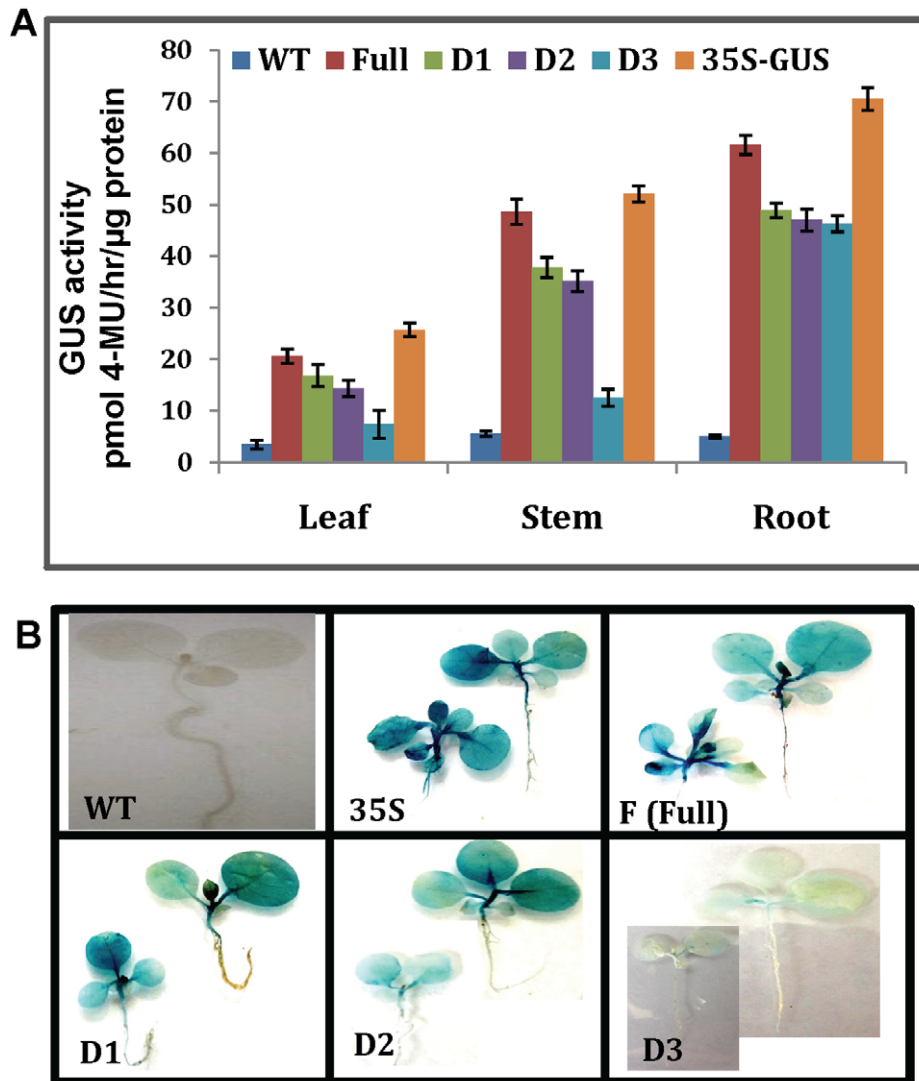 A
GUS activity
pmol 4-MU/hr/µg protein
80
70
60
50
40
30
20
10
0
WT Full D1 D2 D3 35S-GUS
Leaf Stem Root
B
WT 35S F (Full)
D1 D2 D3